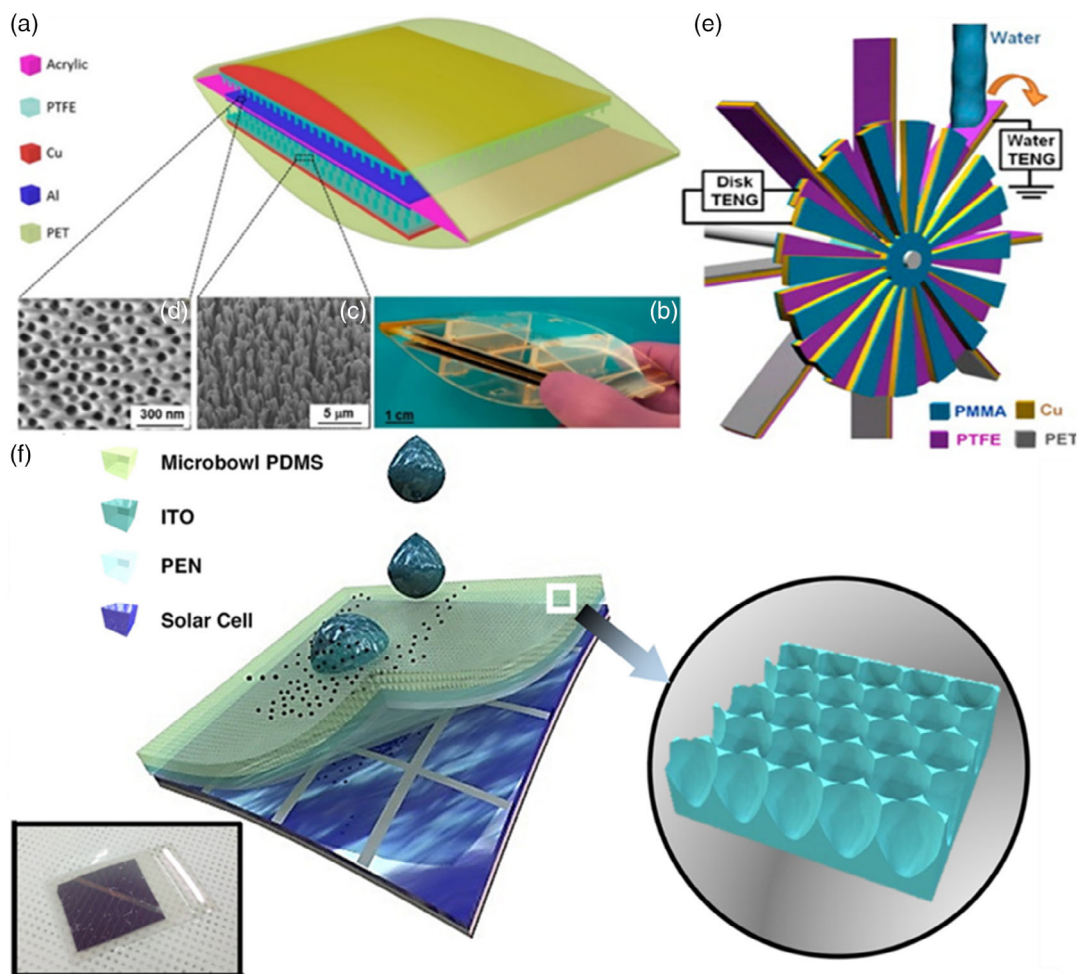 (a)
Acrylic
PTFE
Cu
Al
PET
(d)
300 nm
(c)
5 μm
(b)
1 cm
(e)
Water
Water
TENG
Disk
TENG
PMMA
Cu
PTFE
PET
(f)
Microbowl PDMS
ITO
PEN
Solar Cell